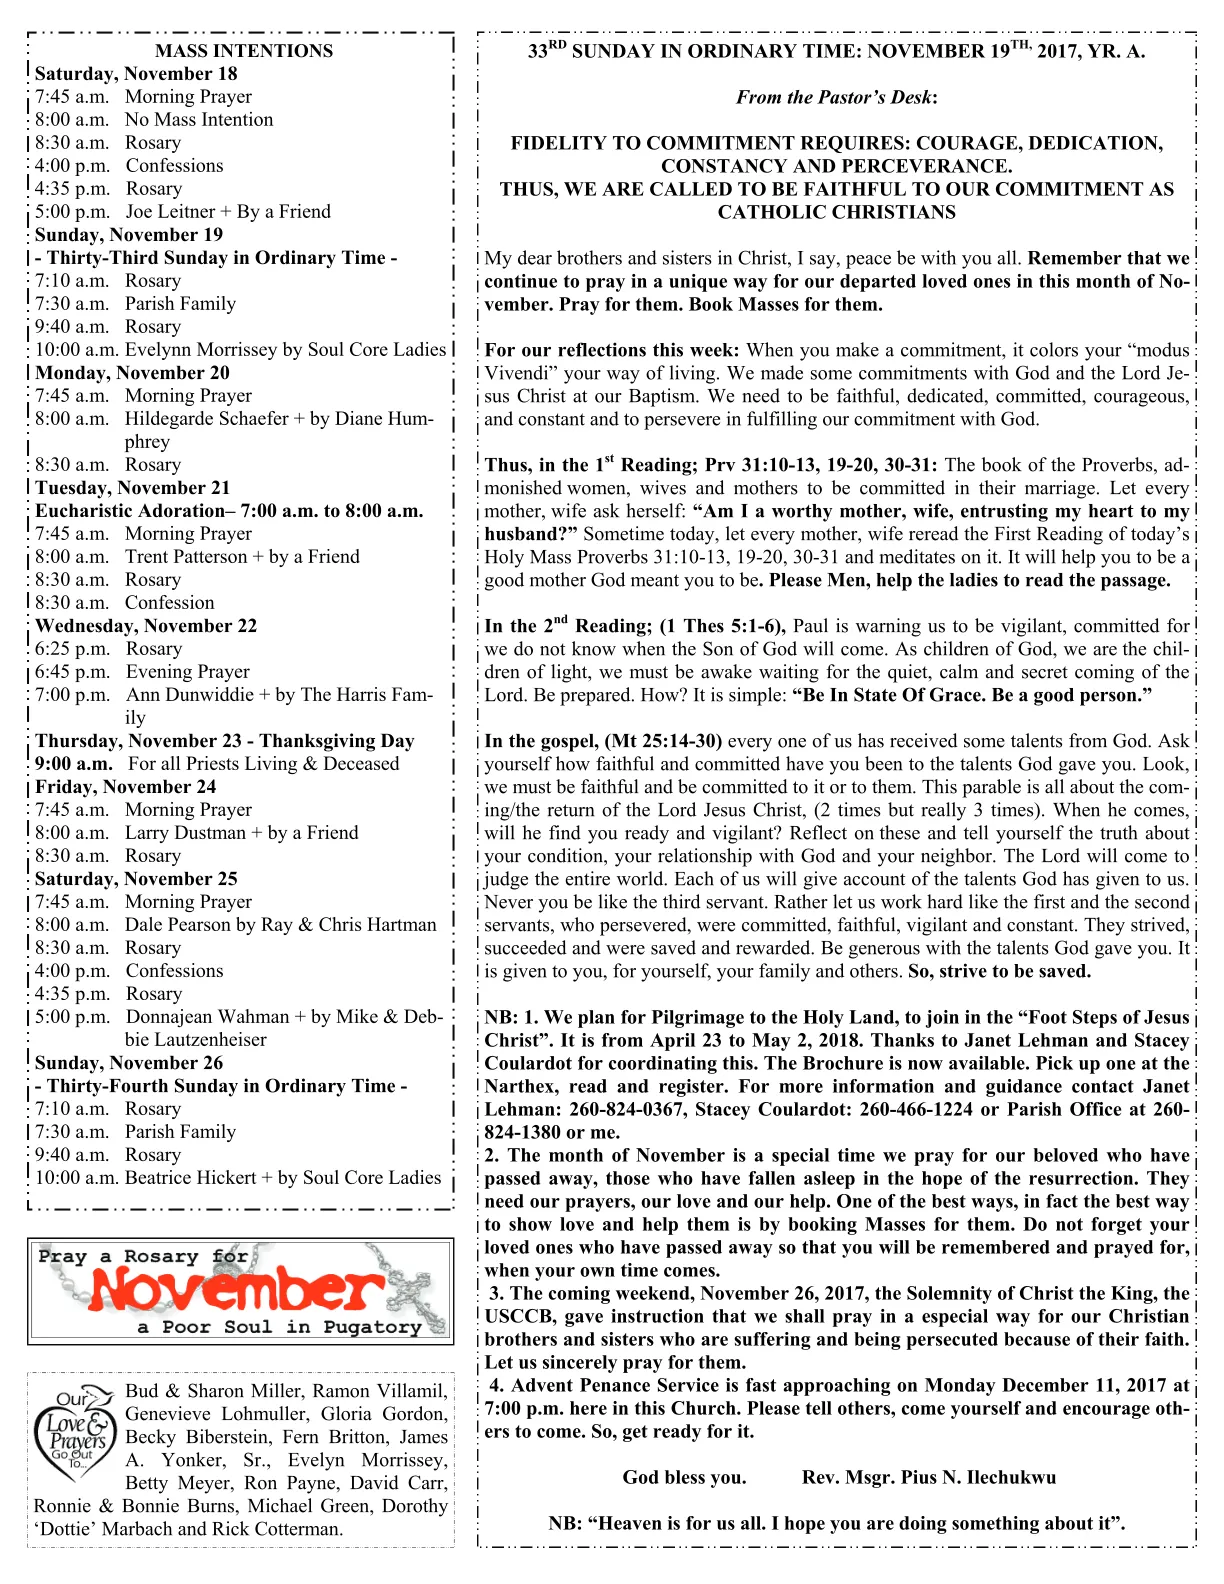 MASS INTENTIONS
Saturday, November 18
7:45 a.m. Morning Prayer
8:00 a.m. No Mass Intention
8:30 a.m. Rosary
4:00 p.m. Confessions
4:35 p.m. Rosary
5:00 p.m. Joe Leitner + By a Friend
Sunday, November 19
- Thirty-Third Sunday in Ordinary Time -
7:10 a.m. Rosary
7:30 a.m. Parish Family
9:40 a.m. Rosary
10:00 a.m. Evelynn Morrissey by Soul Core Ladies
Monday, November 20
7:45 a.m. Morning Prayer
8:00 a.m. Hildegarde Schaefer + by Diane Hum-
phrey
8:30 a.m. Rosary
Tuesday, November 21
Eucharistic Adoration– 7:00 a.m. to 8:00 a.m.
7:45 a.m. Morning Prayer
8:00 a.m. Trent Patterson + by a Friend
8:30 a.m. Rosary
8:30 a.m. Confession
Wednesday, November 22
6:25 p.m. Rosary
6:45 p.m. Evening Prayer
7:00 p.m. Ann Dunwiddie + by The Harris Fam-
ily
Thursday, November 23 - Thanksgiving Day
9:00 a.m. For all Priests Living & Deceased
Friday, November 24
7:45 a.m. Morning Prayer
8:00 a.m. Larry Dustman + by a Friend
8:30 a.m. Rosary
Saturday, November 25
7:45 a.m. Morning Prayer
8:00 a.m. Dale Pearson by Ray & Chris Hartman
8:30 a.m. Rosary
4:00 p.m. Confessions
4:35 p.m. Rosary
5:00 p.m. Donnajean Wahman + by Mike & Deb-
bie Lautzenheiser
Sunday, November 26
- Thirty-Fourth Sunday in Ordinary Time -
7:10 a.m. Rosary
7:30 a.m. Parish Family
9:40 a.m. Rosary
10:00 a.m. Beatrice Hickert + by Soul Core Ladies
Pray a Rosary for
November
a Poor Soul in Pugatory
Our
Love &
Prayers
Go Out
To...
Bud & Sharon Miller, Ramon Villamil,
Genevieve Lohmuller, Gloria Gordon,
Becky Biberstein, Fern Britton, James
A. Yonker, Sr., Evelyn Morrissey,
Betty Meyer, Ron Payne, David Carr,
Ronnie & Bonnie Burns, Michael Green, Dorothy
‘Dottie’ Marbach and Rick Cotterman.
33RD SUNDAY IN ORDINARY TIME: NOVEMBER 19TH, 2017, YR. A.
From the Pastor’s Desk:
FIDELITY TO COMMITMENT REQUIRES: COURAGE, DEDICATION,
CONSTANCY AND PERCEVERANCE.
THUS, WE ARE CALLED TO BE FAITHFUL TO OUR COMMITMENT AS
CATHOLIC CHRISTIANS
My dear brothers and sisters in Christ, I say, peace be with you all. Remember that we
continue to pray in a unique way for our departed loved ones in this month of No-
vember. Pray for them. Book Masses for them.
For our reflections this week: When you make a commitment, it colors your “modus
Vivendi” your way of living. We made some commitments with God and the Lord Je-
sus Christ at our Baptism. We need to be faithful, dedicated, committed, courageous,
and constant and to persevere in fulfilling our commitment with God.
Thus, in the 1st Reading; Prv 31:10-13, 19-20, 30-31: The book of the Proverbs, ad-
monished women, wives and mothers to be committed in their marriage. Let every
mother, wife ask herself: “Am I a worthy mother, wife, entrusting my heart to my
husband?” Sometime today, let every mother, wife reread the First Reading of today’s
Holy Mass Proverbs 31:10-13, 19-20, 30-31 and meditates on it. It will help you to be a
good mother God meant you to be. Please Men, help the ladies to read the passage.
In the 2nd Reading; (1 Thes 5:1-6), Paul is warning us to be vigilant, committed for
we do not know when the Son of God will come. As children of God, we are the chil-
dren of light, we must be awake waiting for the quiet, calm and secret coming of the
Lord. Be prepared. How? It is simple: “Be In State Of Grace. Be a good person.”
In the gospel, (Mt 25:14-30) every one of us has received some talents from God. Ask
yourself how faithful and committed have you been to the talents God gave you. Look,
we must be faithful and be committed to it or to them. This parable is all about the com-
ing/the return of the Lord Jesus Christ, (2 times but really 3 times). When he comes,
will he find you ready and vigilant? Reflect on these and tell yourself the truth about
your condition, your relationship with God and your neighbor. The Lord will come to
judge the entire world. Each of us will give account of the talents God has given to us.
Never you be like the third servant. Rather let us work hard like the first and the second
servants, who persevered, were committed, faithful, vigilant and constant. They strived,
succeeded and were saved and rewarded. Be generous with the talents God gave you. It
is given to you, for yourself, your family and others. So, strive to be saved.
NB: 1. We plan for Pilgrimage to the Holy Land, to join in the “Foot Steps of Jesus
Christ”. It is from April 23 to May 2, 2018. Thanks to Janet Lehman and Stacey
Coulardot for coordinating this. The Brochure is now available. Pick up one at the
Narthex, read and register. For more information and guidance contact Janet
Lehman: 260-824-0367, Stacey Coulardot: 260-466-1224 or Parish Office at 260-
824-1380 or me.
2. The month of November is a special time we pray for our beloved who have
passed away, those who have fallen asleep in the hope of the resurrection. They
need our prayers, our love and our help. One of the best ways, in fact the best way
to show love and help them is by booking Masses for them. Do not forget your
loved ones who have passed away so that you will be remembered and prayed for,
when your own time comes.
3. The coming weekend, November 26, 2017, the Solemnity of Christ the King, the
USCCB, gave instruction that we shall pray in a especial way for our Christian
brothers and sisters who are suffering and being persecuted because of their faith.
Let us sincerely pray for them.
4. Advent Penance Service is fast approaching on Monday December 11, 2017 at
7:00 p.m. here in this Church. Please tell others, come yourself and encourage oth-
ers to come. So, get ready for it.
God bless you. Rev. Msgr. Pius N. Ilechukwu
NB: “Heaven is for us all. I hope you are doing something about it”.